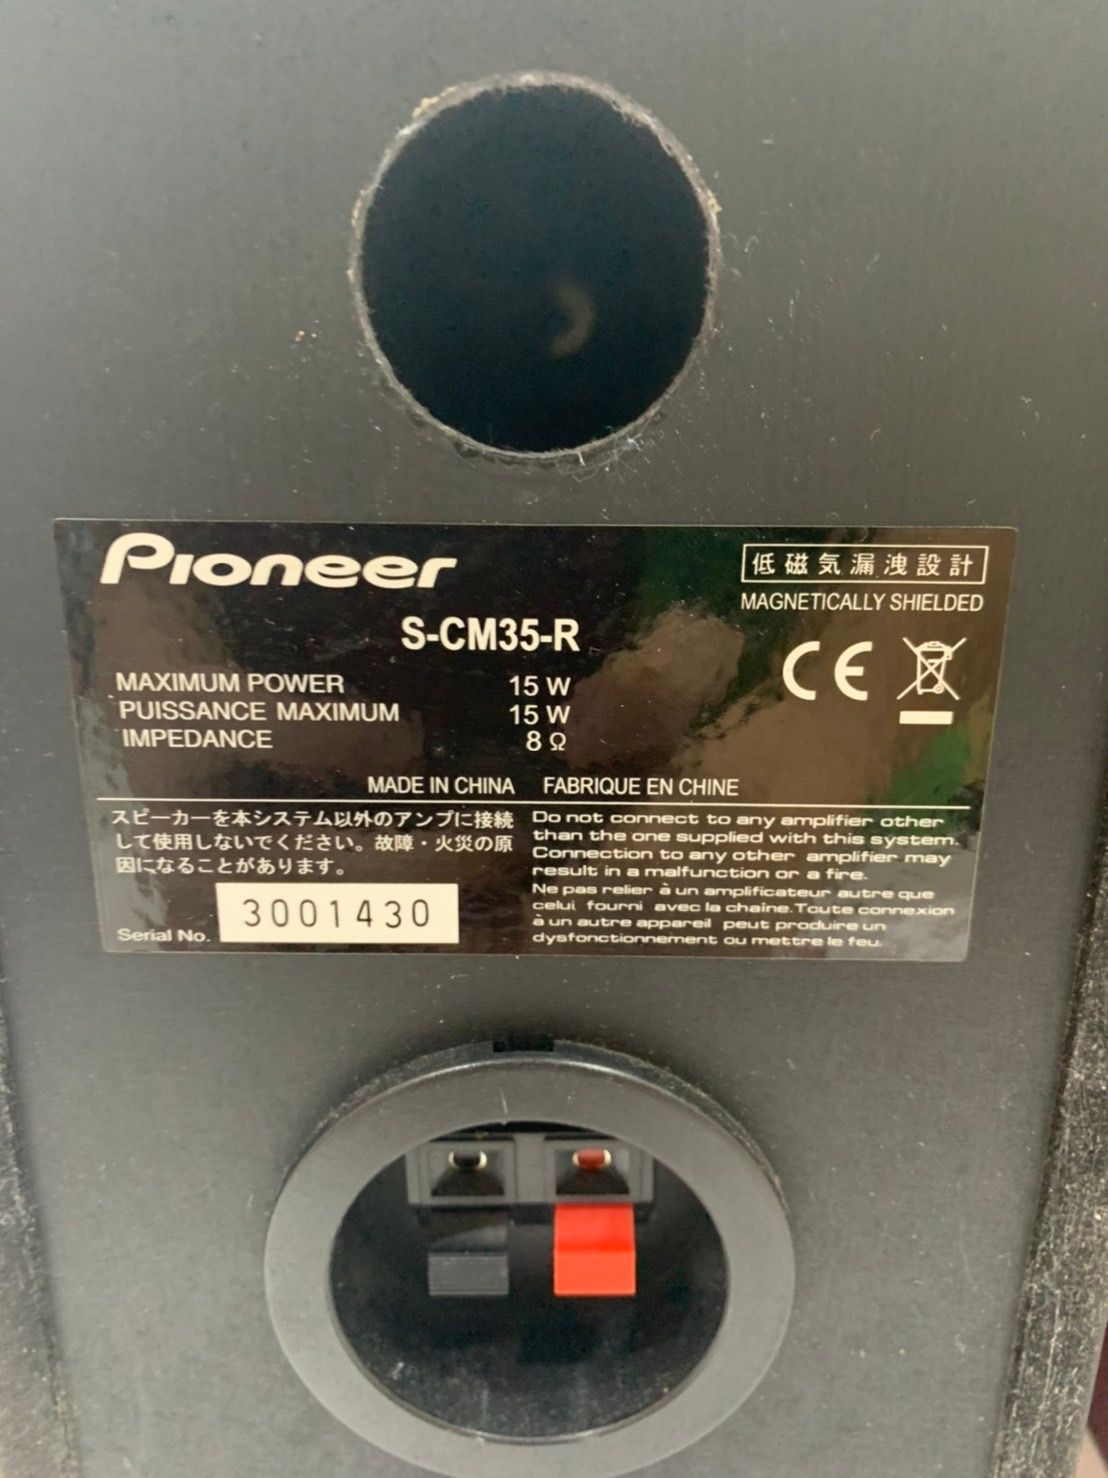 Pioneer
低磁気漏洩設計
MAGNETICALLY SHIELDED
S-CM35-R
CE
MAXIMUM POWER 15 W
PUISSANCE MAXIMUM 15 W
IMPEDANCE 8 Ω
MADE IN CHINA FABRIQUE EN CHINE
スピーカーを本システム以外のアンプに接続
して使用しないでください。故障・火災の原
因になることがあります。
Serial No. 3001430
Do not connect to any amplifier other
than the one supplied with this system.
Connection to any other amplifier may
result in a malfunction or a fire.
Ne pas relier à un amplificateur autre que
celui fourni avec la chaîne.Toute connexion
à un autre appareil peut produire un
dysfonctionnement ou mettre le feu.